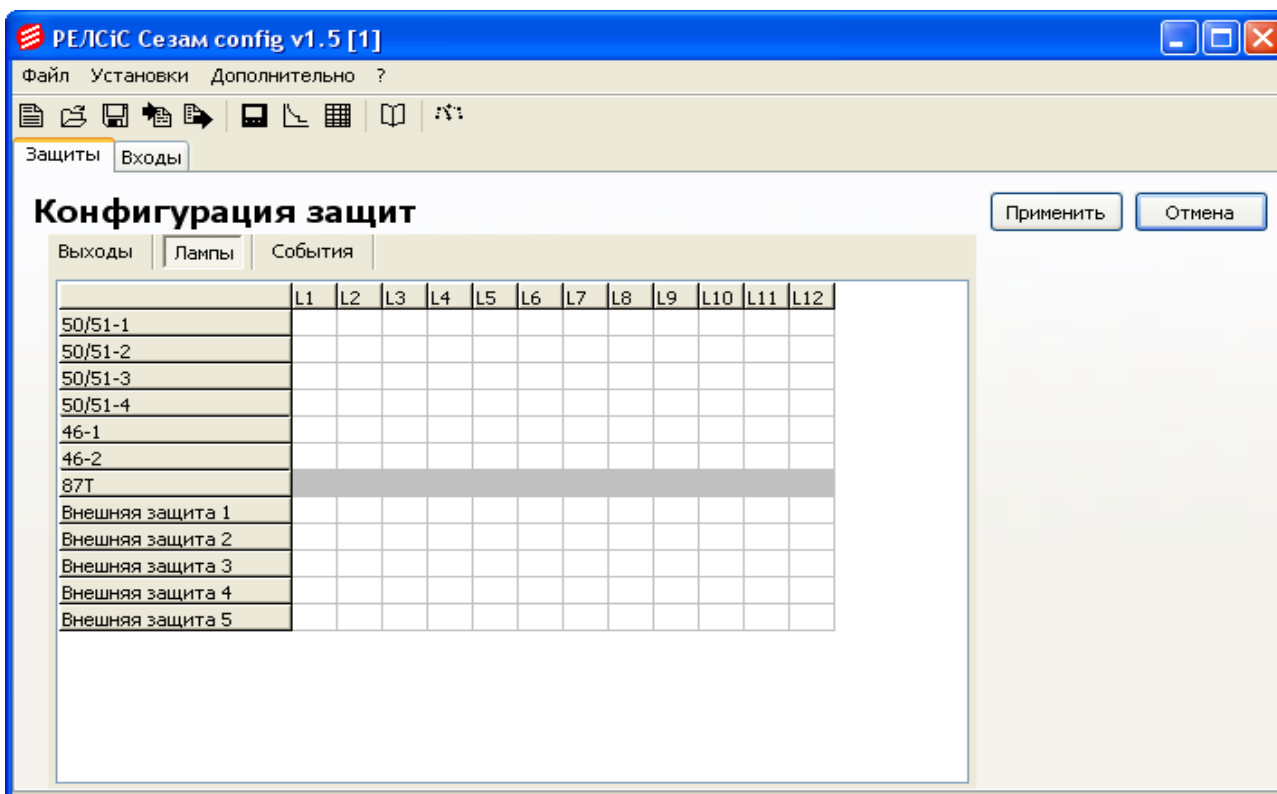 РЕЛСіС Сезам config v1.5 [1]
Файл Установки Дополнительно ?
Защиты Входы
Конфигурация защит
Применить Отмена
Выходы Лампы События
L1 L2 L3 L4 L5 L6 L7 L8 L9 L10 L11 L12
50/51-1
50/51-2
50/51-3
50/51-4
46-1
46-2
87T
Внешняя защита 1
Внешняя защита 2
Внешняя защита 3
Внешняя защита 4
Внешняя защита 5